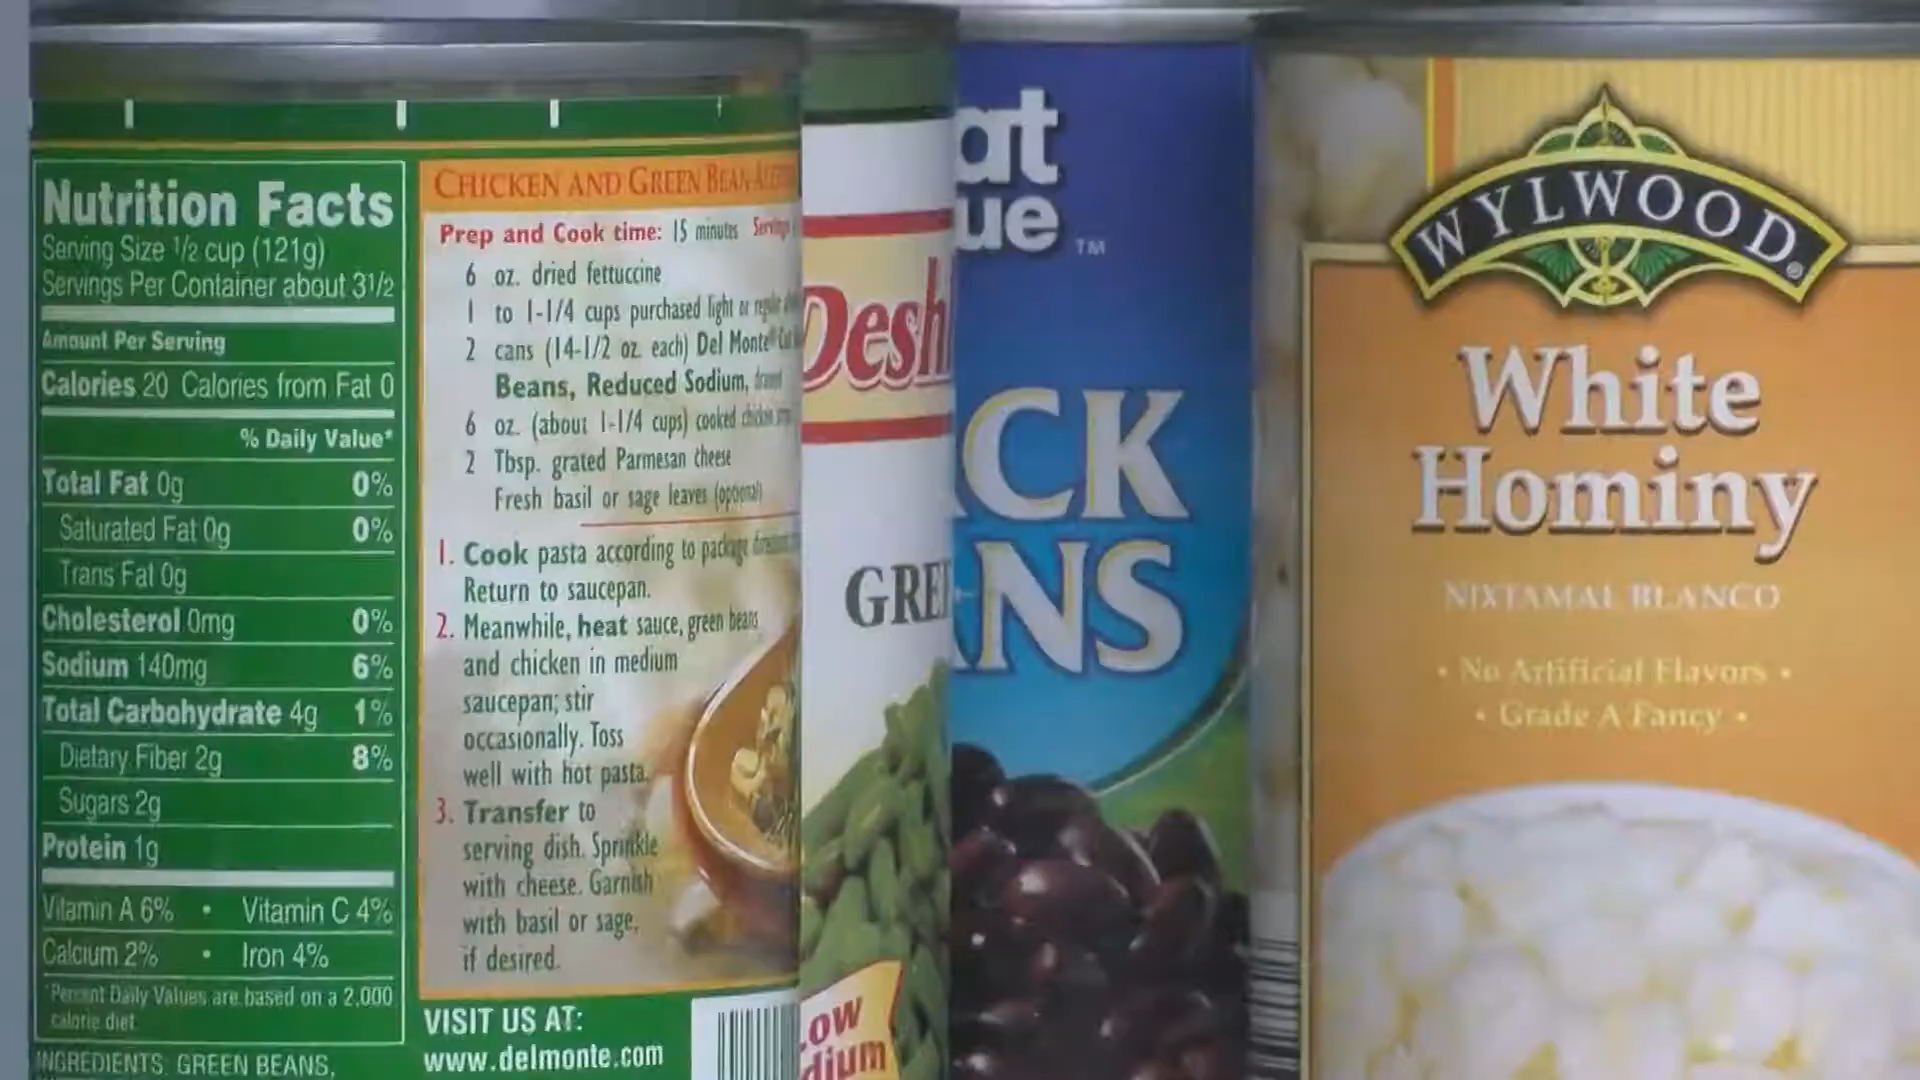 Nutrition Facts
Serving Size 1/2 cup (121g)
Servings Per Container about 3 1/2
Amount Per Serving
Calories 20 Calories from Fat 0
% Daily Value*
Total Fat 0g 0%
Saturated Fat 0g 0%
Trans Fat 0g
Cholesterol 0mg 0%
Sodium 140mg 6%
Total Carbohydrate 4g 1%
Dietary Fiber 2g 8%
Sugars 2g
Protein 1g
Vitamin A 6% • Vitamin C 4%
Calcium 2% • Iron 4%
*Percent Daily Values are based on a 2,000
calorie diet
INGREDIENTS: GREEN BEANS,
CHICKEN AND GREEN BEAN
Prep and Cook time: 15 minutes Servings
6 oz. dried fettuccine
1 to 1-1/4 cups purchased light or regular
2 cans (14-1/2 oz. each) Del Monte®
Beans, Reduced Sodium, drained
6 oz. (about 1-1/4 cups) cooked chicken
2 Tbsp. grated Parmesan cheese
Fresh basil or sage leaves (optional)
1. Cook pasta according to package
Return to saucepan.
2. Meanwhile, heat sauce, green beans
and chicken in medium
saucepan; stir
occasionally. Toss
well with hot pasta.
3. Transfer to
serving dish. Sprinkle
with cheese. Garnish
with basil or sage,
if desired.
VISIT US AT:
www.delmonte.com
Desh
GRE
ow
dium
at
ue ™
CK
ANS
WYLWOOD®
White
Hominy
NIXTAMAL BLANCO
• No Artificial Flavors •
• Grade A Fancy •